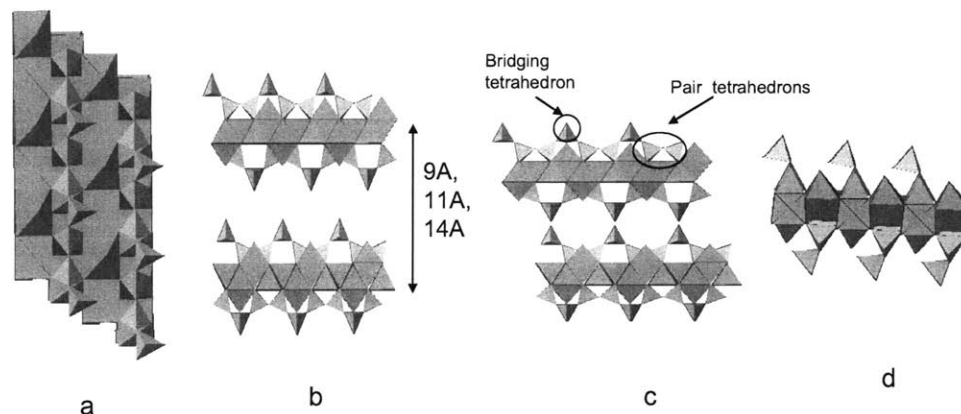 Bridging
tetrahedron
Pair tetrahedrons
9A,
11A,
14A
a
b
c
d